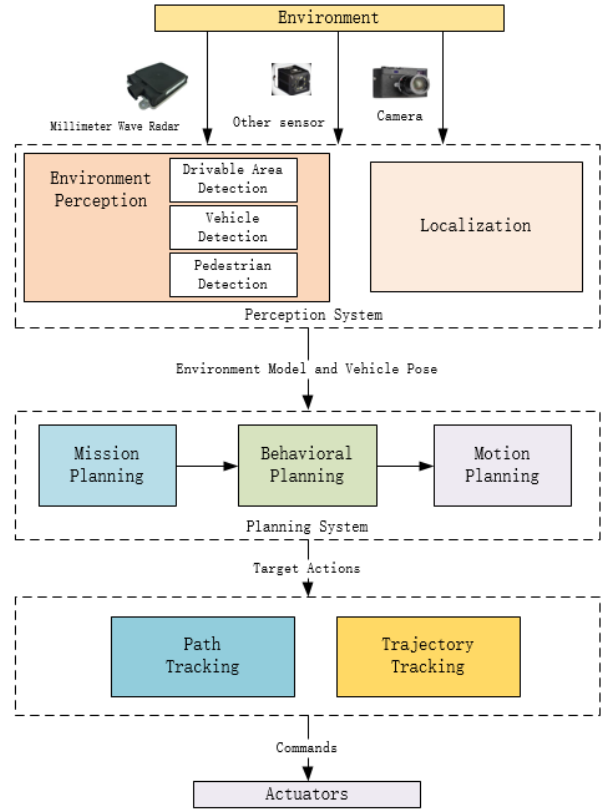 Environment
Millimeter Wave Radar
Other sensor
Camera
Environment
Perception
Drivable Area
Detection
Vehicle
Detection
Pedestrian
Detection
Localization
Perception System
Environment Model and Vehicle Pose
Mission
Planning
Behavioral
Planning
Motion
Planning
Planning System
Target Actions
Path
Tracking
Trajectory
Tracking
Commands
Actuators